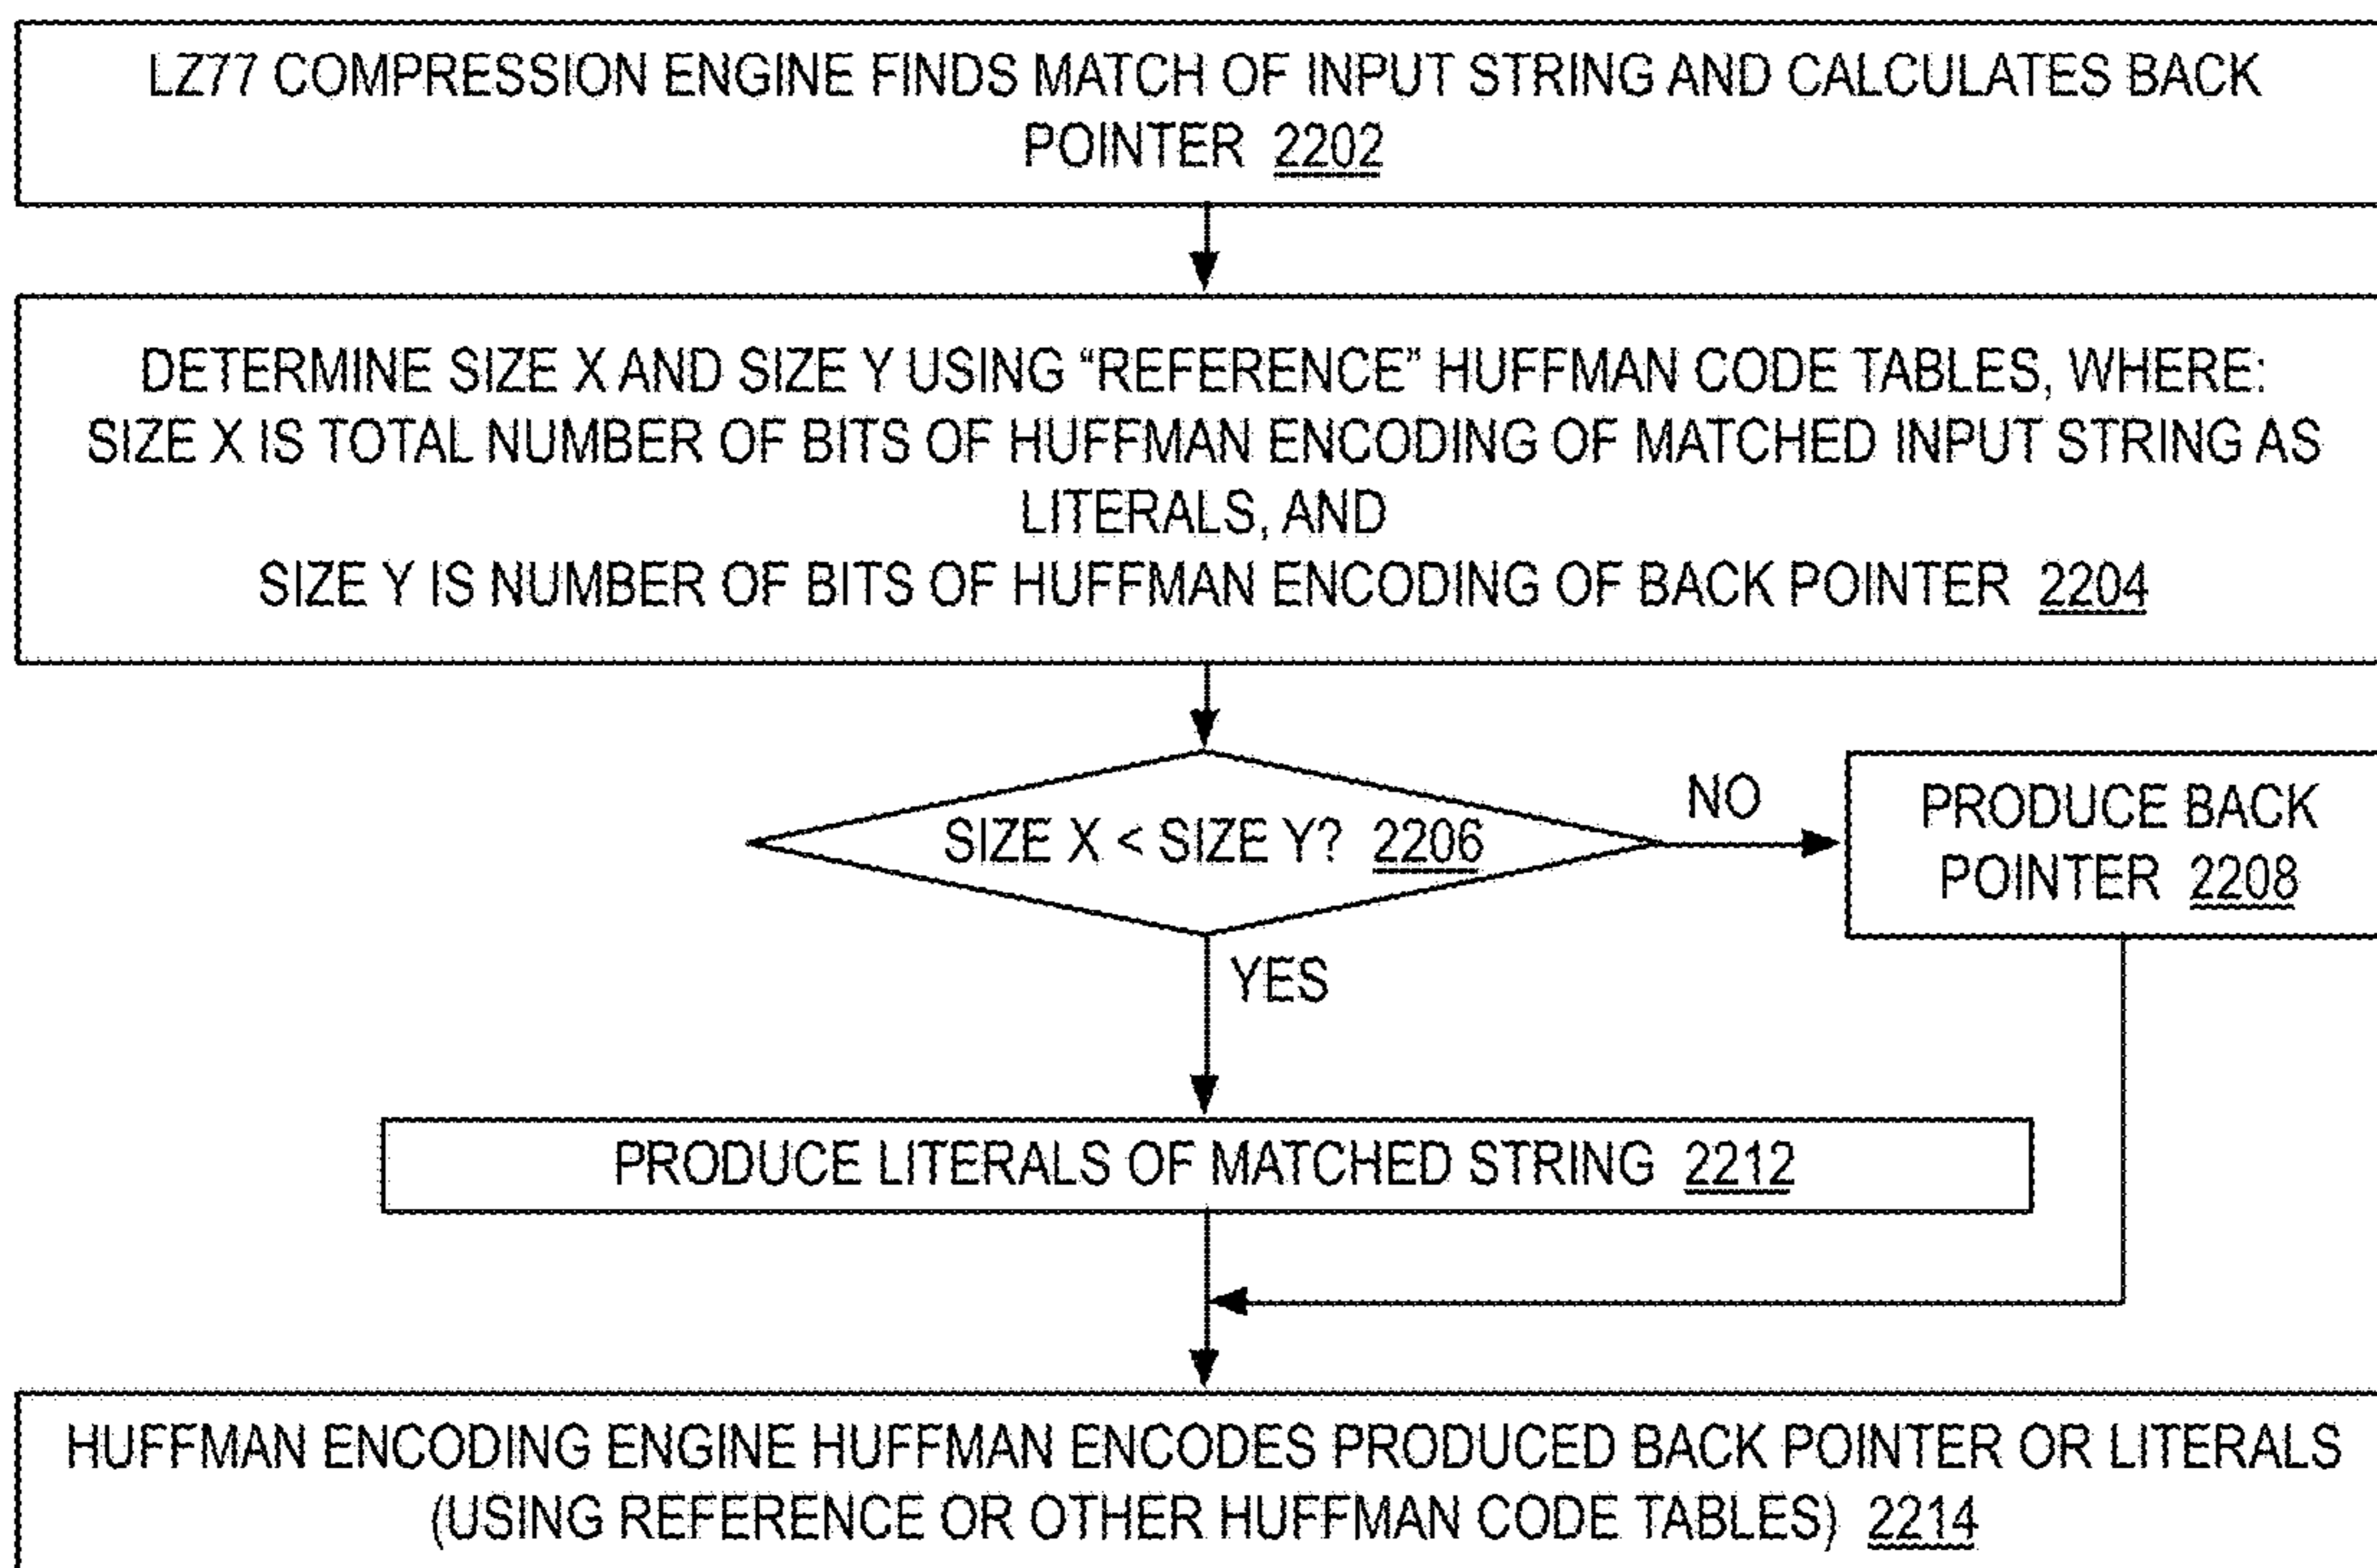 LZ77 COMPRESSION ENGINE FINDS MATCH OF INPUT STRING AND CALCULATES BACK
POINTER 2202
DETERMINE SIZE X AND SIZE Y USING “REFERENCE” HUFFMAN CODE TABLES, WHERE:
SIZE X IS TOTAL NUMBER OF BITS OF HUFFMAN ENCODING OF MATCHED INPUT STRING AS
LITERALS, AND
SIZE Y IS NUMBER OF BITS OF HUFFMAN ENCODING OF BACK POINTER 2204
SIZE X < SIZE Y? 2206
NO
PRODUCE BACK
POINTER 2208
YES
PRODUCE LITERALS OF MATCHED STRING 2212
HUFFMAN ENCODING ENGINE HUFFMAN ENCODES PRODUCED BACK POINTER OR LITERALS
(USING REFERENCE OR OTHER HUFFMAN CODE TABLES) 2214